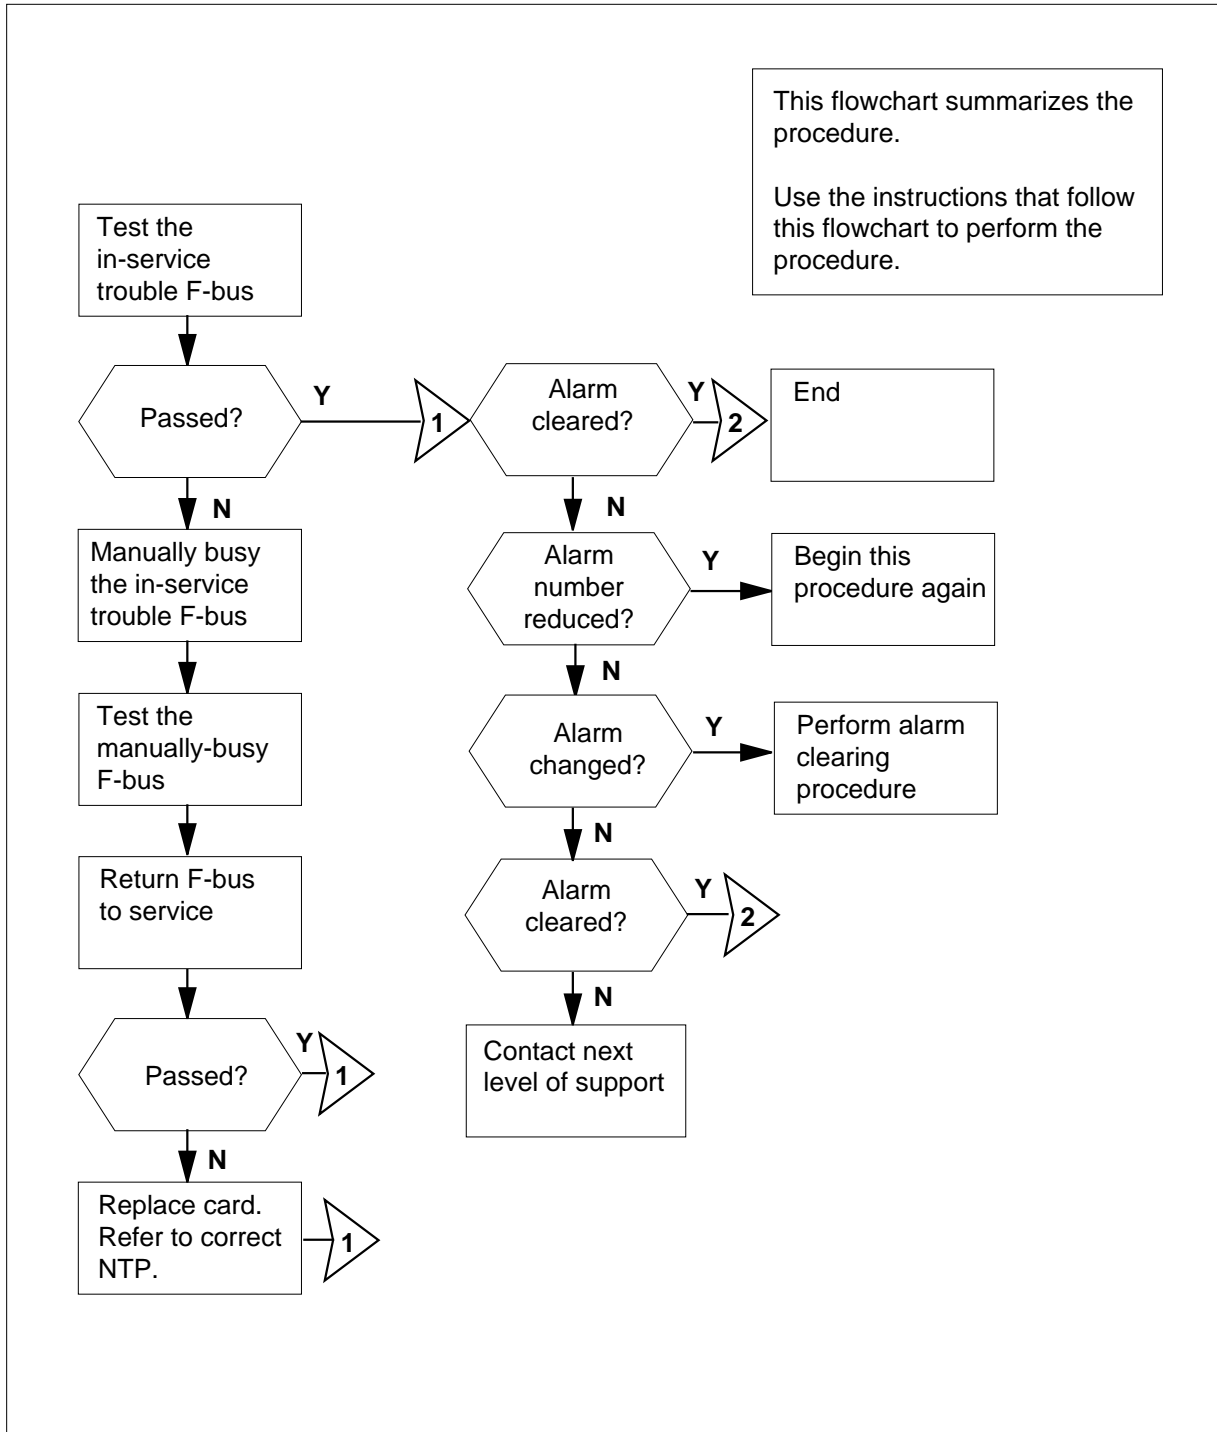 This flowchart summarizes the
procedure.
Use the instructions that follow
this flowchart to perform the
procedure.
Test the
in-service
trouble F-bus
Passed?
Y
1
Alarm
cleared?
Y
2
End
N
Manually busy
the in-service
trouble F-bus
N
Alarm
number
reduced?
Y
Begin this
procedure again
Test the
manually-busy
F-bus
N
Alarm
changed?
Y
Perform alarm
clearing
procedure
Return F-bus
to service
N
Alarm
cleared?
Y
2
Passed?
Y
1
N
Contact next
level of support
N
Replace card.
Refer to correct
NTP.
1